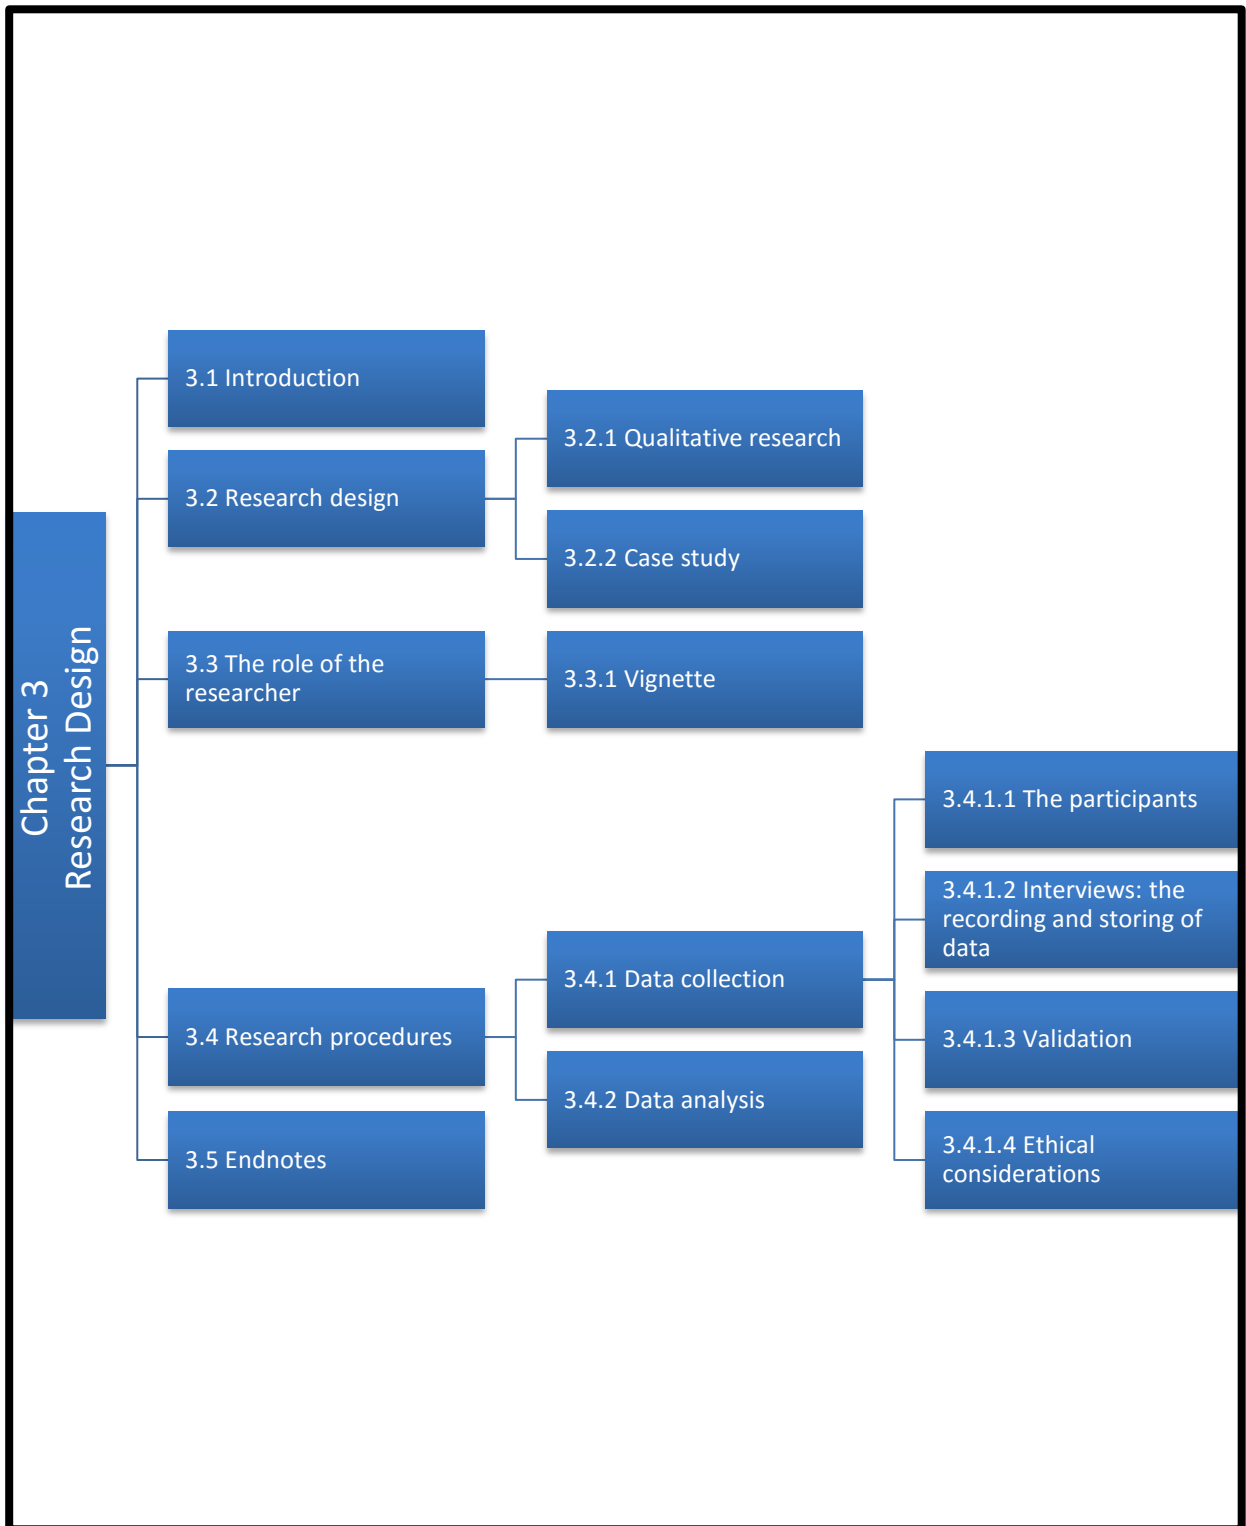 Chapter 3
Research Design
3.1 Introduction
3.2 Research design
3.2.1 Qualitative research
3.2.2 Case study
3.3 The role of the
researcher
3.3.1 Vignette
3.4 Research procedures
3.4.1 Data collection
3.4.1.1 The participants
3.4.1.2 Interviews: the
recording and storing of
data
3.4.1.3 Validation
3.4.1.4 Ethical
considerations
3.4.2 Data analysis
3.5 Endnotes